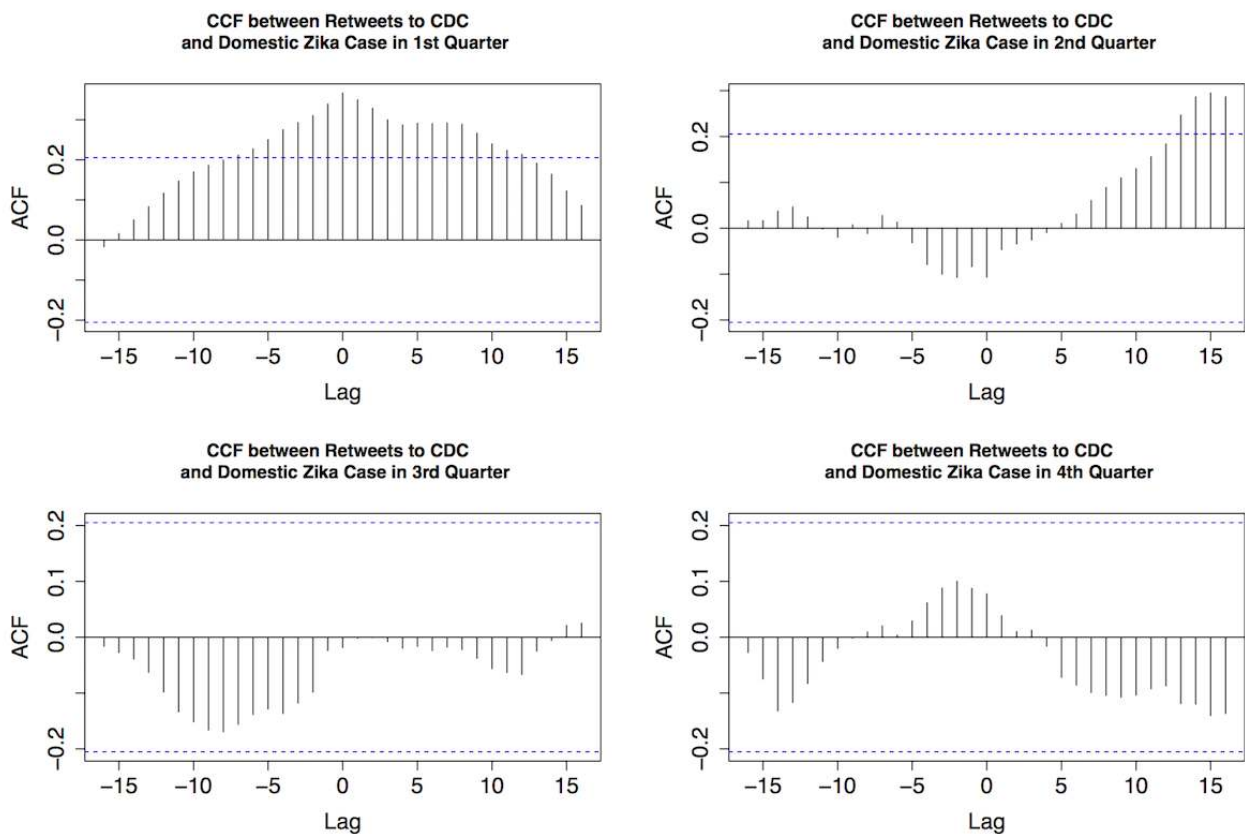 CCF between Retweets to CDC
and Domestic Zika Case in 1st Quarter
ACF
0.2
0.0
−0.2
−15 −10 −5 0 5 10 15
Lag
CCF between Retweets to CDC
and Domestic Zika Case in 2nd Quarter
ACF
0.2
0.0
−0.2
−15 −10 −5 0 5 10 15
Lag
CCF between Retweets to CDC
and Domestic Zika Case in 3rd Quarter
ACF
0.2
0.1
0.0
−0.2
−15 −10 −5 0 5 10 15
Lag
CCF between Retweets to CDC
and Domestic Zika Case in 4th Quarter
ACF
0.2
0.1
0.0
−0.2
−15 −10 −5 0 5 10 15
Lag